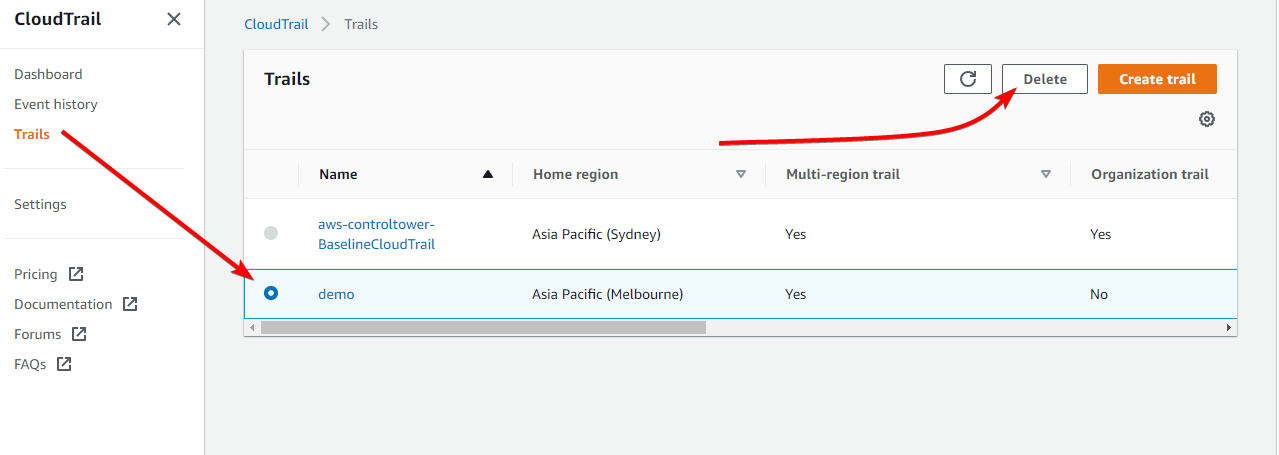 CloudTrail
Dashboard
Event history
Trails
Settings
Pricing
Documentation
Forums
FAQs
CloudTrail Trails
Trails Delete Create trail
Name Home region Multi-region trail Organization trail
aws-controltower-
BaselineCloudTrail Asia Pacific (Sydney) Yes Yes
demo Asia Pacific (Melbourne) Yes No